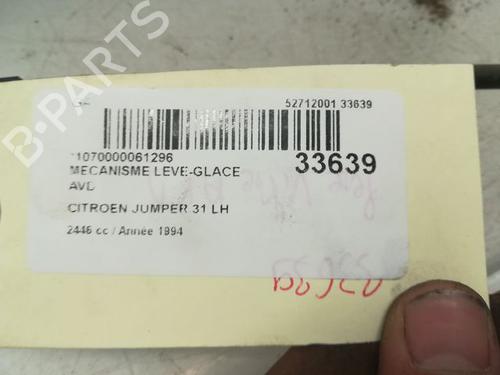 52712001 33639
*1070000061296
MECANISME LEVE-GLACE
AVD
33639
CITROEN JUMPER 31 LH
2446 cc / Année 1994
B-PARTS